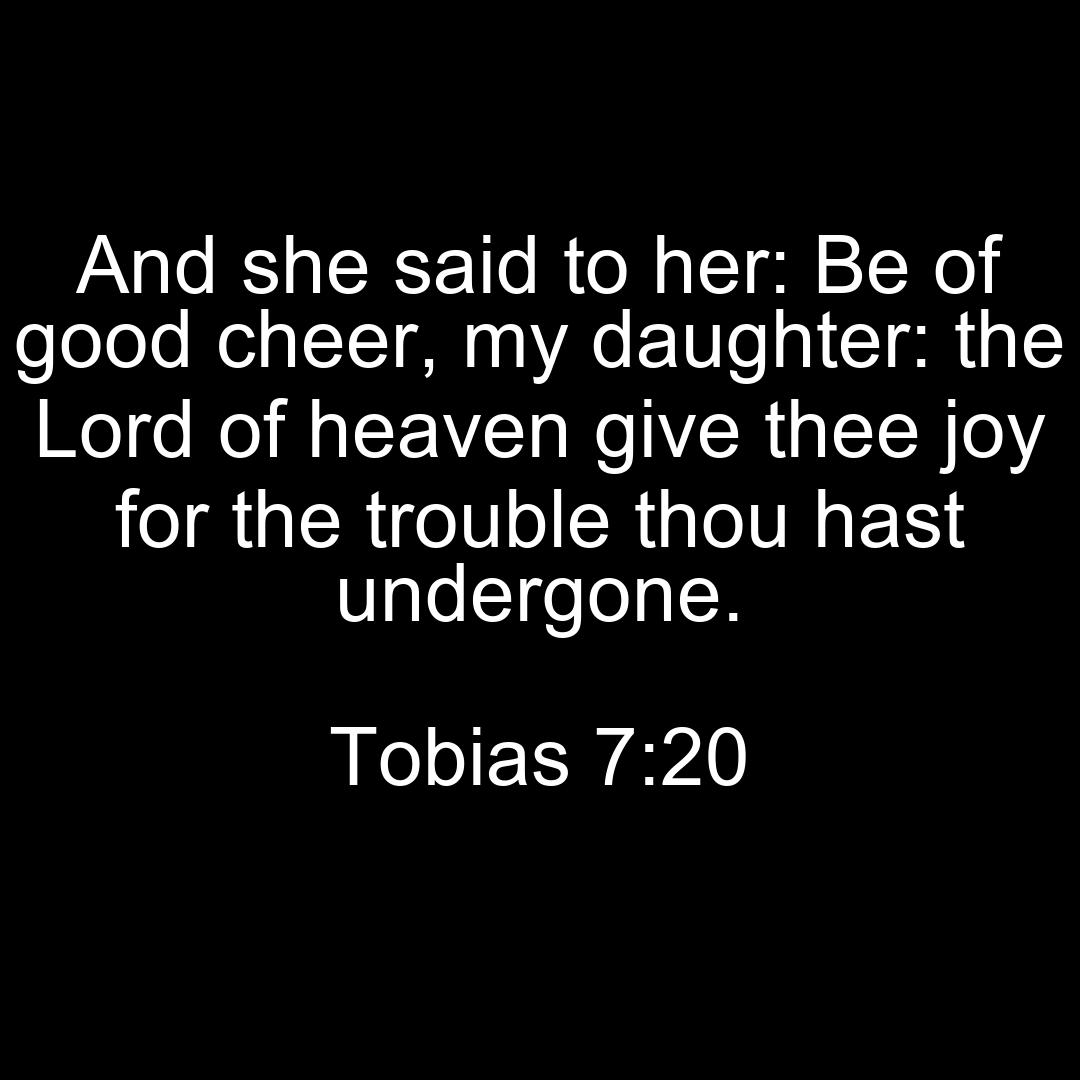 And she said to her: Be of
good cheer, my daughter: the
Lord of heaven give thee joy
for the trouble thou hast
undergone.
Tobias 7:20